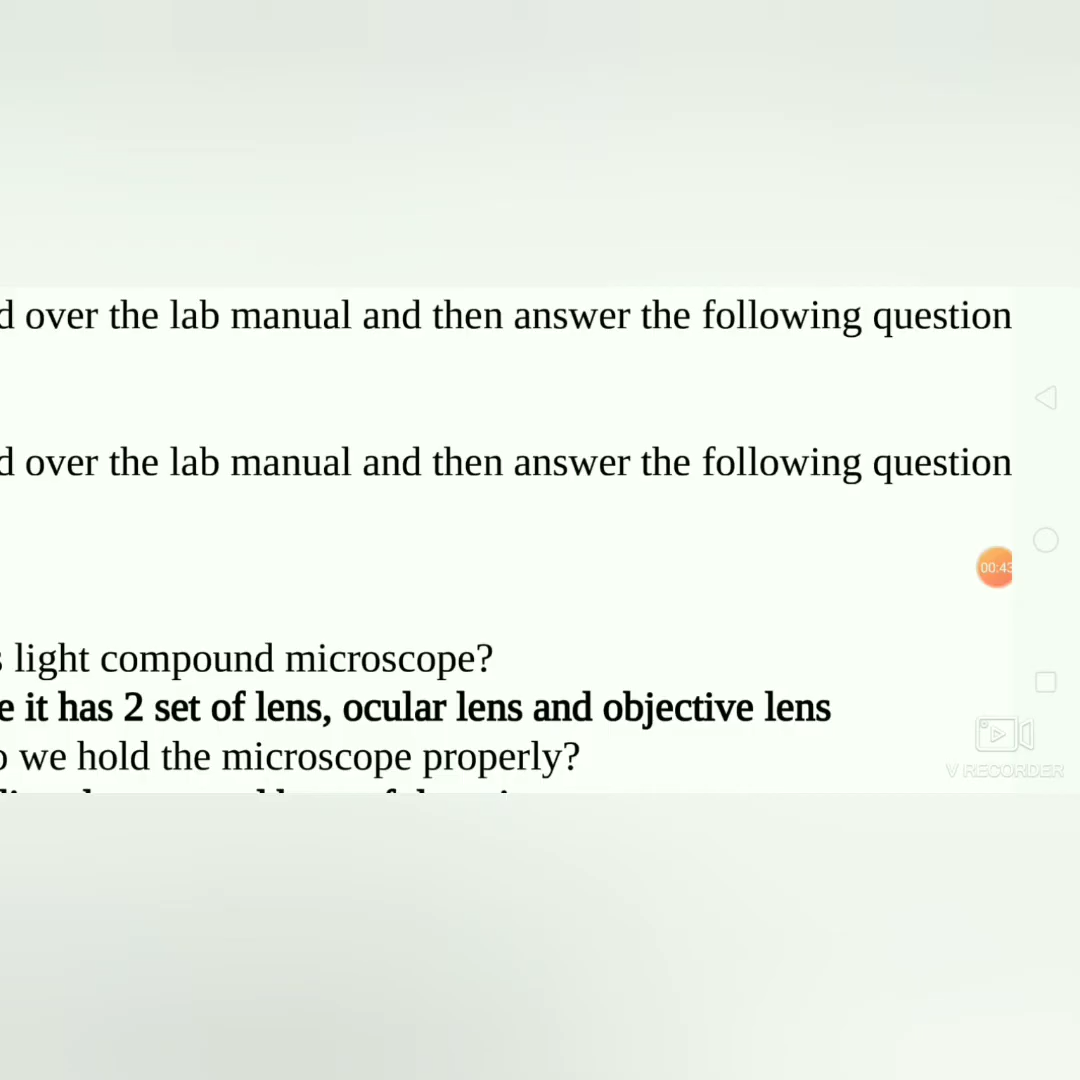 d over the lab manual and then answer the following question
d over the lab manual and then answer the following question
00:43
s light compound microscope?
e it has 2 set of lens, ocular lens and objective lens
o we hold the microscope properly?
V RECORDER